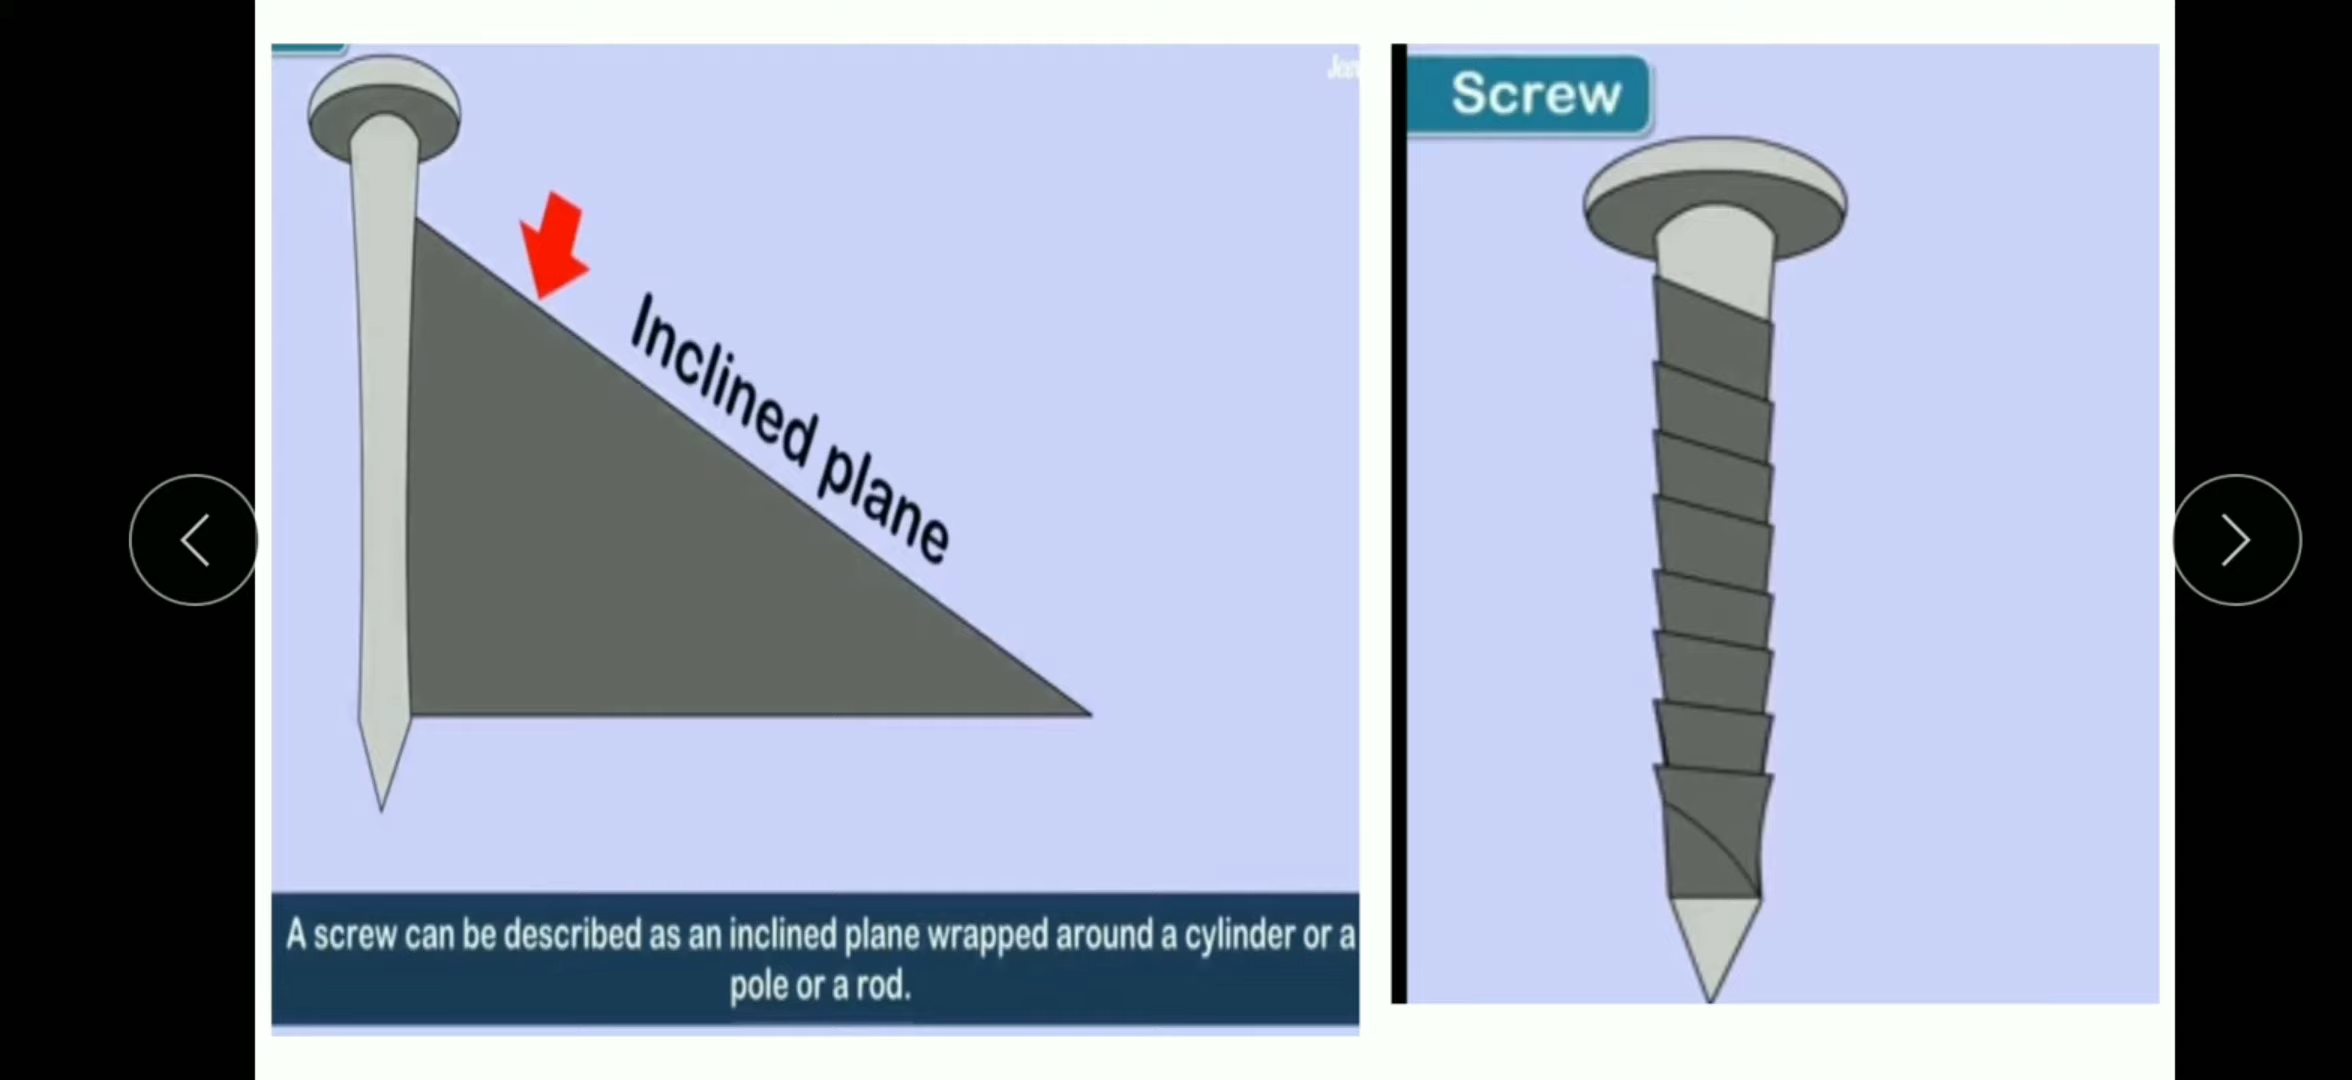 Inclined plane
A screw can be described as an inclined plane wrapped around a cylinder or a
pole or a rod.
Screw